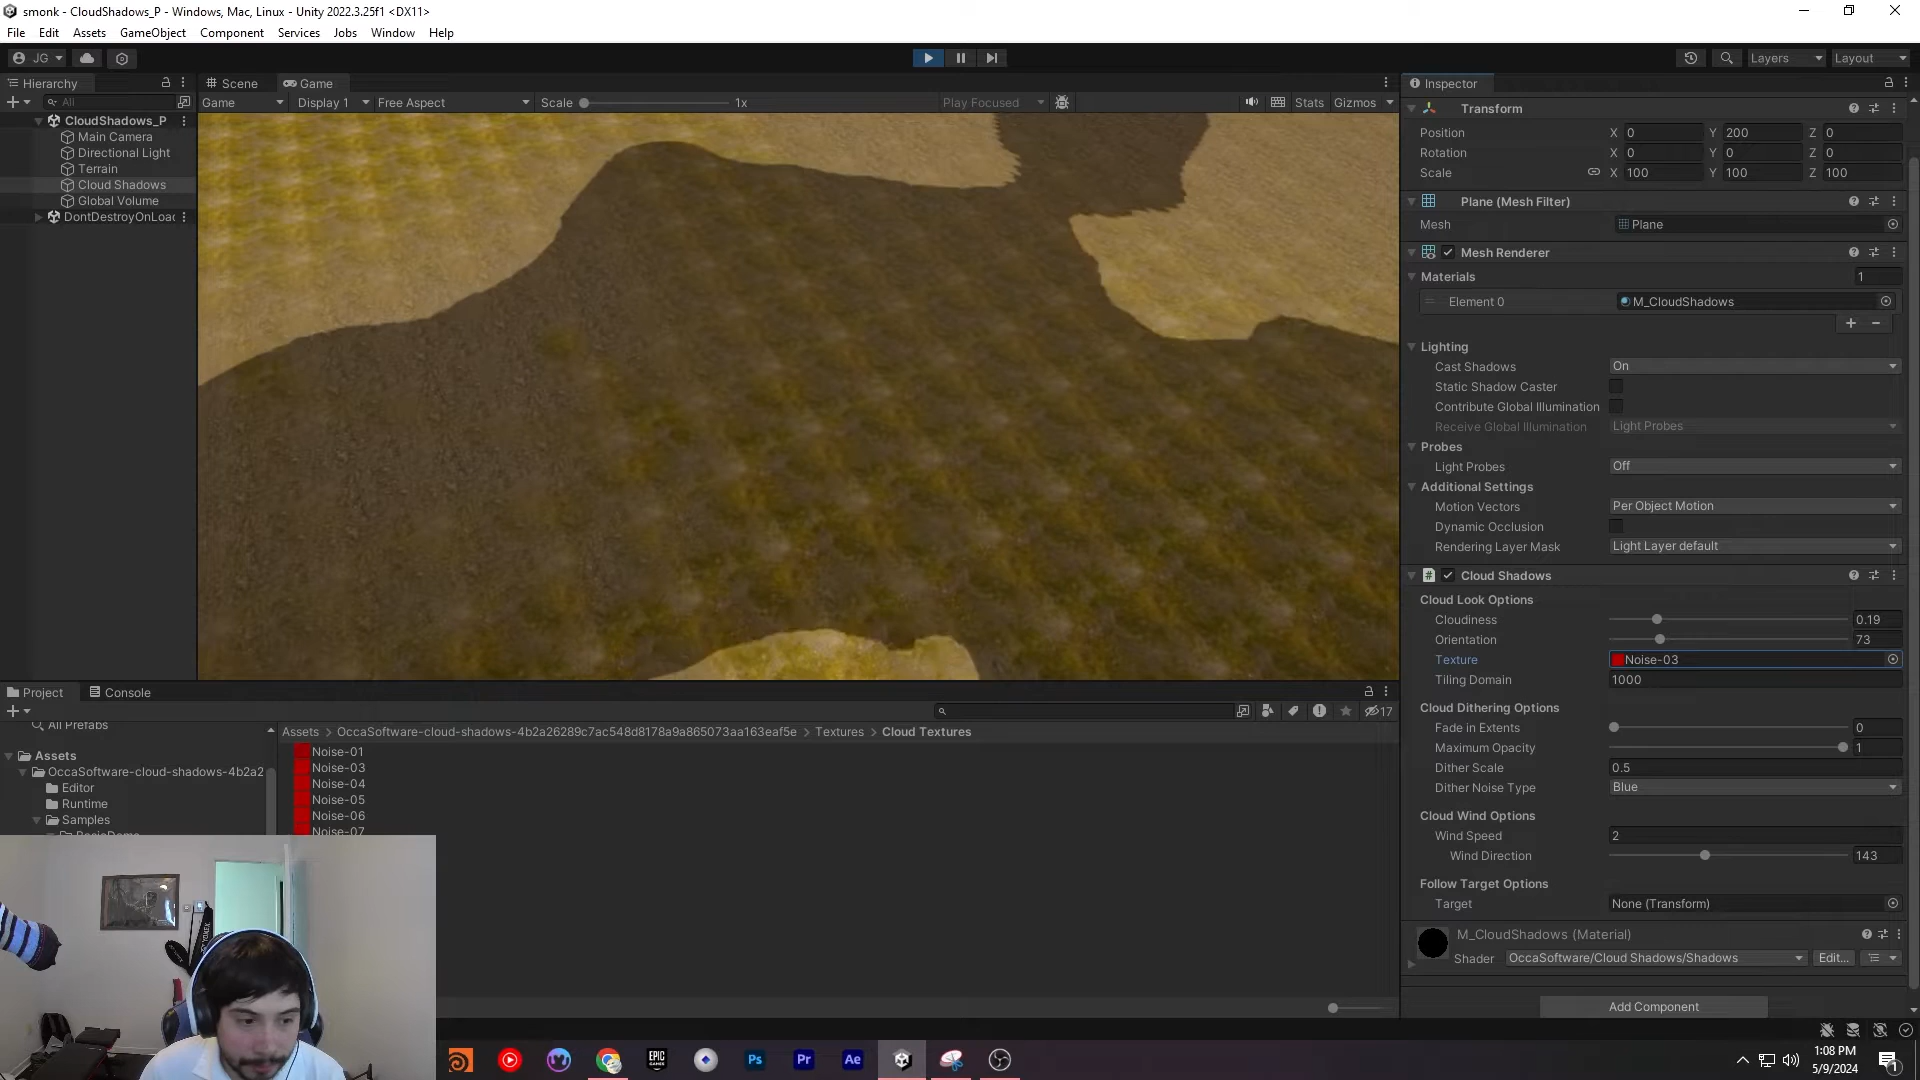 smonk - CloudShadows_P - Windows, Mac, Linux - Unity 2022.3.25f1 <DX11>
File Edit Assets GameObject Component Services Jobs Window Help
JG
Layers
Layout
Hierarchy
All
CloudShadows_P
Main Camera
Directional Light
Terrain
Cloud Shadows
Global Volume
DontDestroyOnLoad
Scene Game
Game Display 1 Free Aspect Scale 1x Play Focused Stats Gizmos
Inspector
Transform
Position X 0 Y 200 Z 0
Rotation X 0 Y 0 Z 0
Scale X 100 Y 100 Z 100
Plane (Mesh Filter)
Mesh Plane
Mesh Renderer
Materials 1
Element 0 M_CloudShadows
Lighting
Cast Shadows On
Static Shadow Caster
Contribute Global Illumination
Receive Global Illumination Light Probes
Probes
Light Probes Off
Additional Settings
Motion Vectors Per Object Motion
Dynamic Occlusion
Rendering Layer Mask Light Layer default
Cloud Shadows
Cloud Look Options
Cloudiness 0.19
Orientation 73
Texture Noise-03
Tiling Domain 1000
Cloud Dithering Options
Fade in Extents 0
Maximum Opacity 1
Dither Scale 0.5
Dither Noise Type Blue
Cloud Wind Options
Wind Speed 2
Wind Direction 143
Follow Target Options
Target None (Transform)
M_CloudShadows (Material)
Shader OccaSoftware/Cloud Shadows/Shadows Edit...
Add Component
Project Console
17
All Prefabs
Assets
OccaSoftware-cloud-shadows-4b2a2
Editor
Runtime
Samples
BasicDemo
Assets > OccaSoftware-cloud-shadows-4b2a26289c7ac548d8178a9a865073aa163eaf5e > Textures > Cloud Textures
Noise-01
Noise-03
Noise-04
Noise-05
Noise-06
Noise-07
EPIC GAMES
Ps Pr Ae
1:08 PM
5/9/2024
1